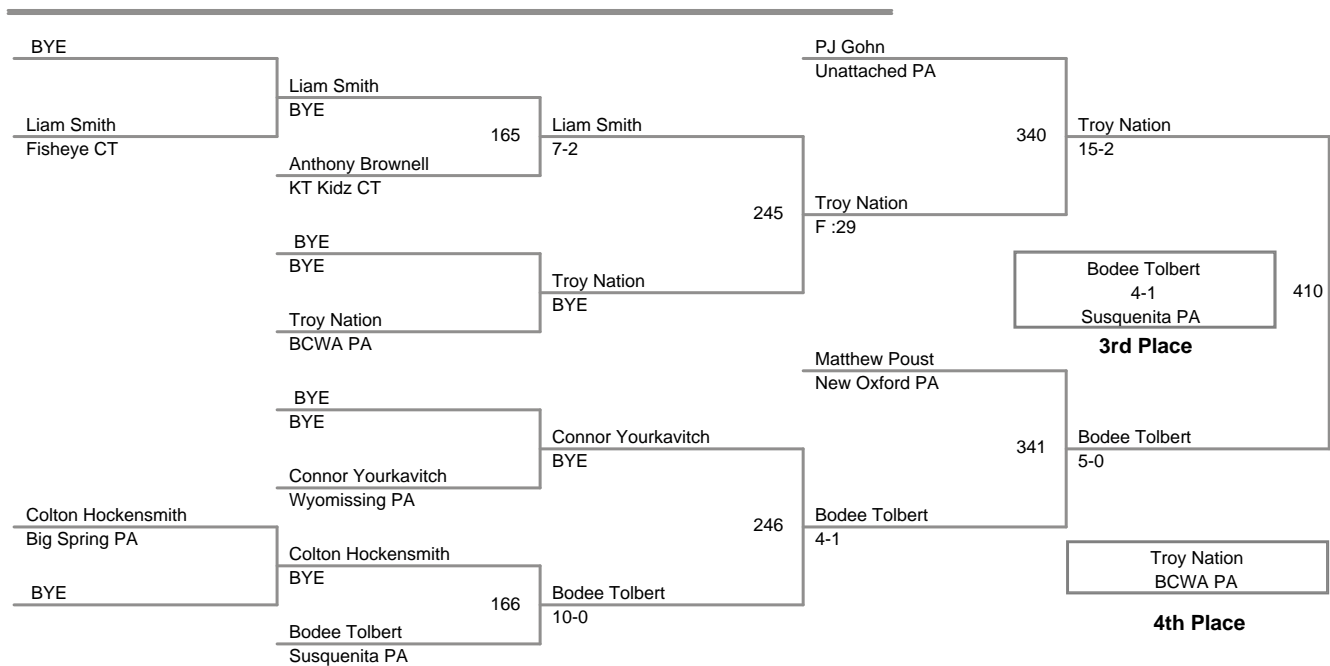 BYE
Liam Smith
Fisheye CT
Liam Smith
BYE
Anthony Brownell
KT Kidz CT
165
BYE
BYE
Troy Nation
BCWA PA
Liam Smith
7-2
Troy Nation
BYE
245
PJ Gohn
Unattached PA
Troy Nation
F :29
340
Troy Nation
15-2
Bodee Tolbert
4-1
Susquenita PA
3rd Place
410
BYE
BYE
Connor Yourkavitch
Wyomissing PA
Colton Hockensmith
Big Spring PA
BYE
Colton Hockensmith
BYE
Bodee Tolbert
Susquenita PA
166
Connor Yourkavitch
BYE
Bodee Tolbert
10-0
246
Matthew Poust
New Oxford PA
Bodee Tolbert
4-1
341
Bodee Tolbert
5-0
Troy Nation
BCWA PA
4th Place